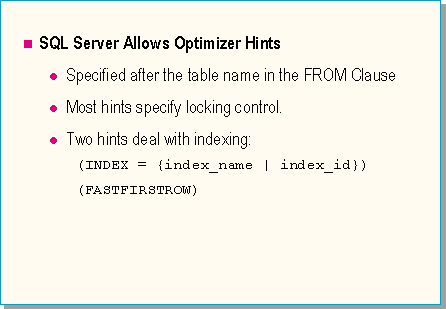 SQL Server Allows Optimizer Hints
Specified after the table name in the FROM Clause
Most hints specify locking control.
Two hints deal with indexing:
(INDEX = {index_name | index_id})
(FASTFIRSTROW)